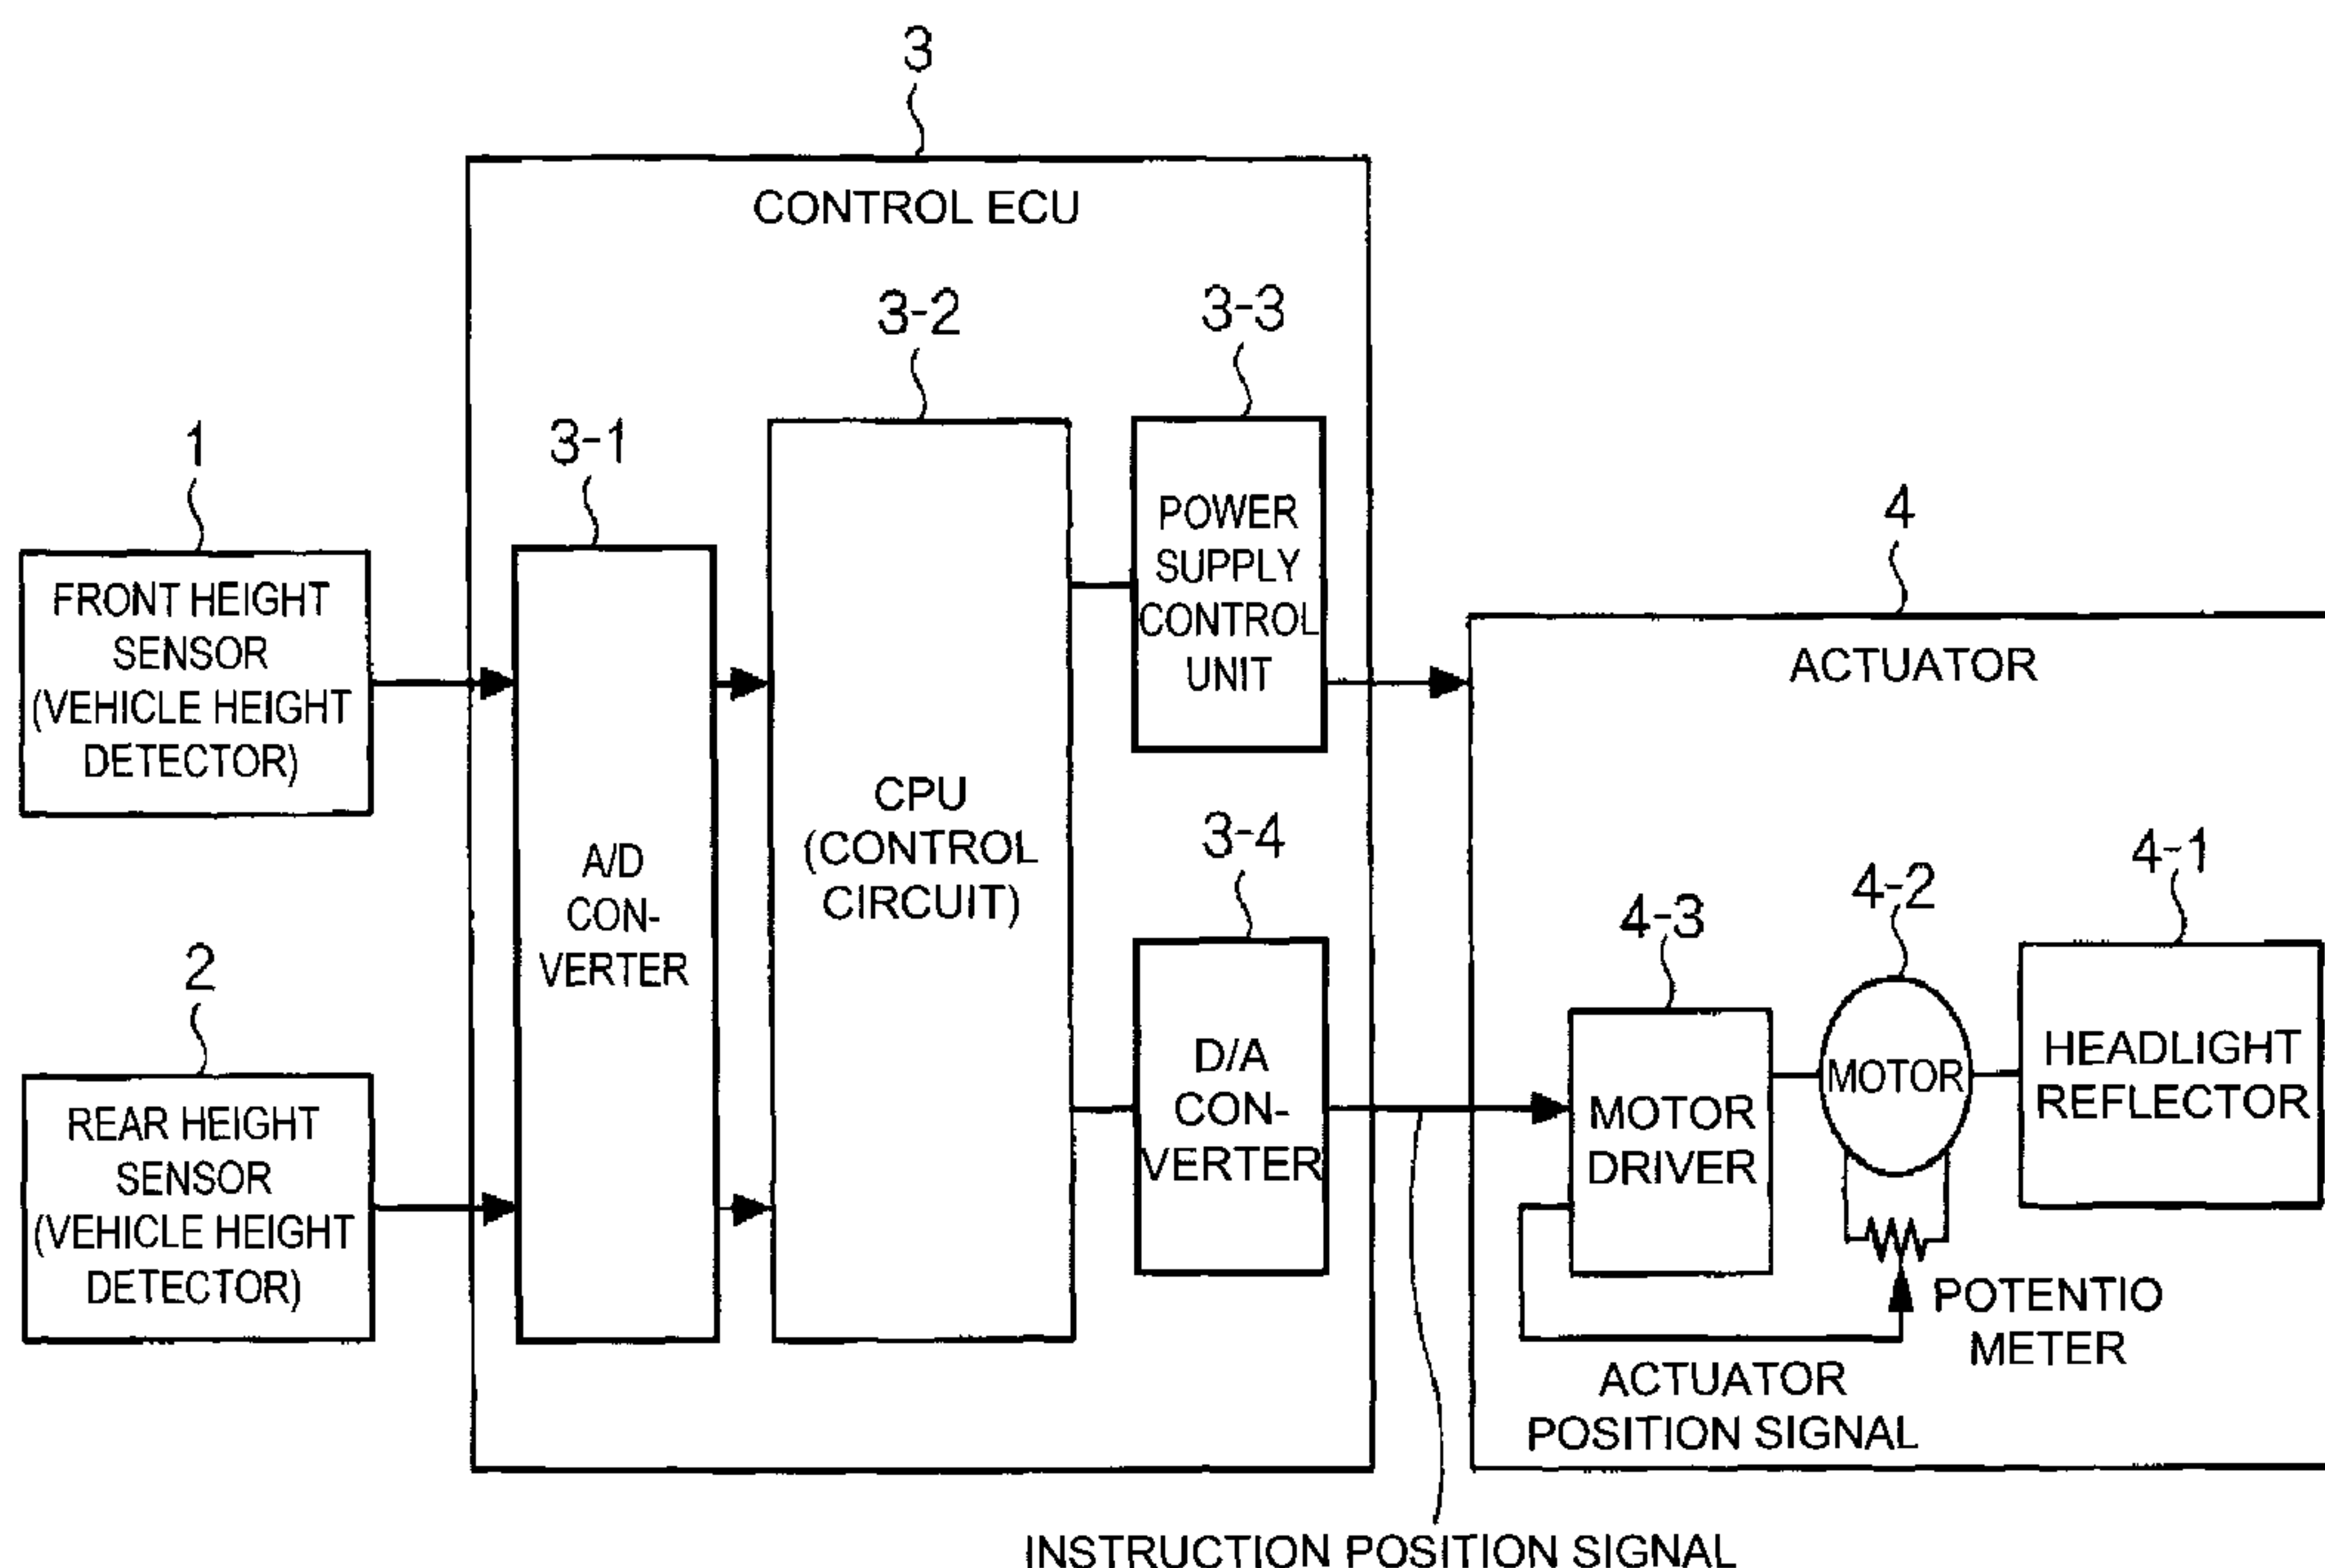 3
CONTROL ECU
3-2
3-3
1
3-1
POWER
SUPPLY
CONTROL
UNIT
4
FRONT HEIGHT
SENSOR
(VEHICLE HEIGHT
DETECTOR)
ACTUATOR
CPU
(CONTROL
CIRCUIT)
A/D
CON-
VERTER
3-4
4-3
4-2
4-1
2
REAR HEIGHT
SENSOR
(VEHICLE HEIGHT
DETECTOR)
D/A
CON-
VERTER
MOTOR
DRIVER
MOTOR
HEADLIGHT
REFLECTOR
POTENTIO
METER
ACTUATOR
POSITION SIGNAL
INSTRUCTION POSITION SIGNAL